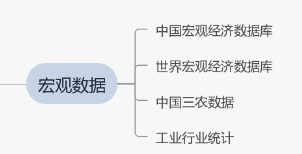 宏观数据
中国宏观经济数据库
世界宏观经济数据库
中国三农数据
工业行业统计